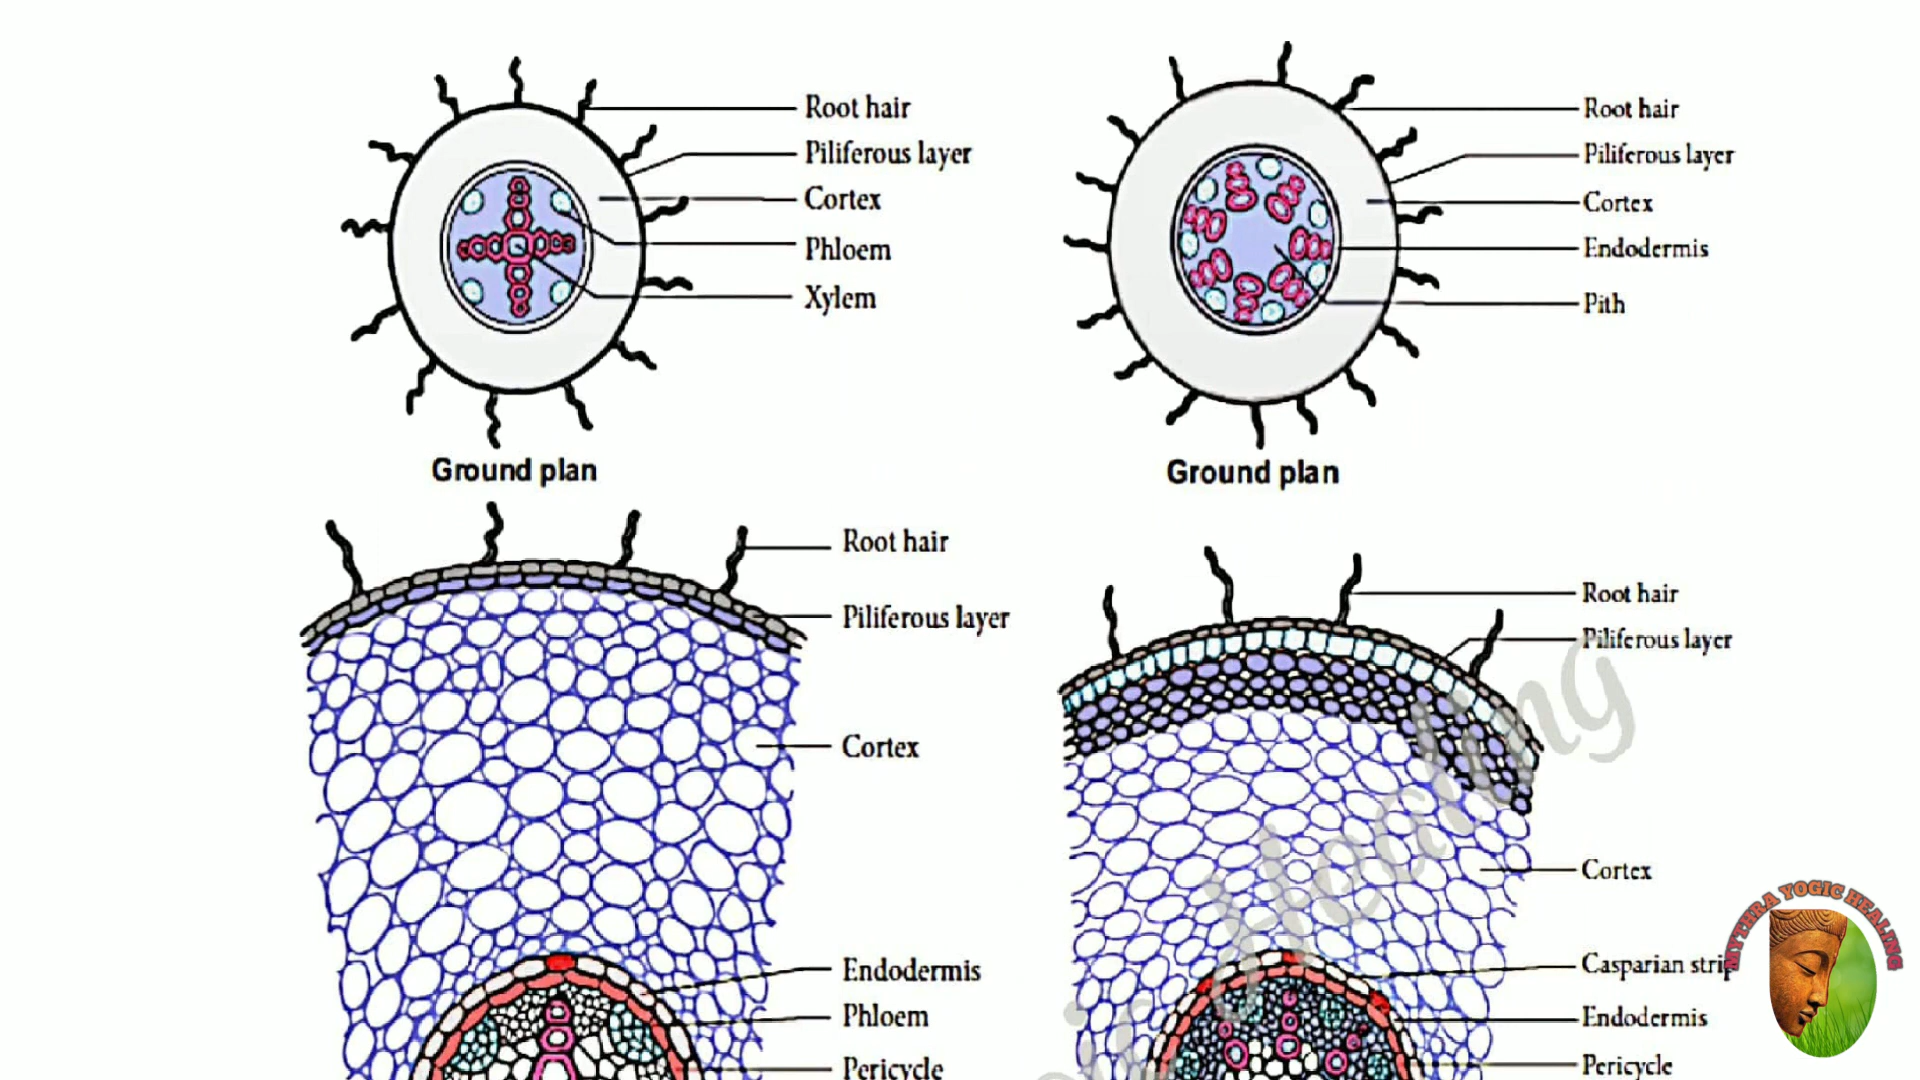 Root hair
Piliferous layer
Cortex
Phloem
Xylem
Ground plan
Root hair
Piliferous layer
Cortex
Endodermis
Pith
Ground plan
Root hair
Piliferous layer
Cortex
Endodermis
Phloem
Pericycle
Root hair
Piliferous layer
Cortex
Casparian strip
Endodermis
Pericycle
Healing
MYTHRA YOGIC HEALING